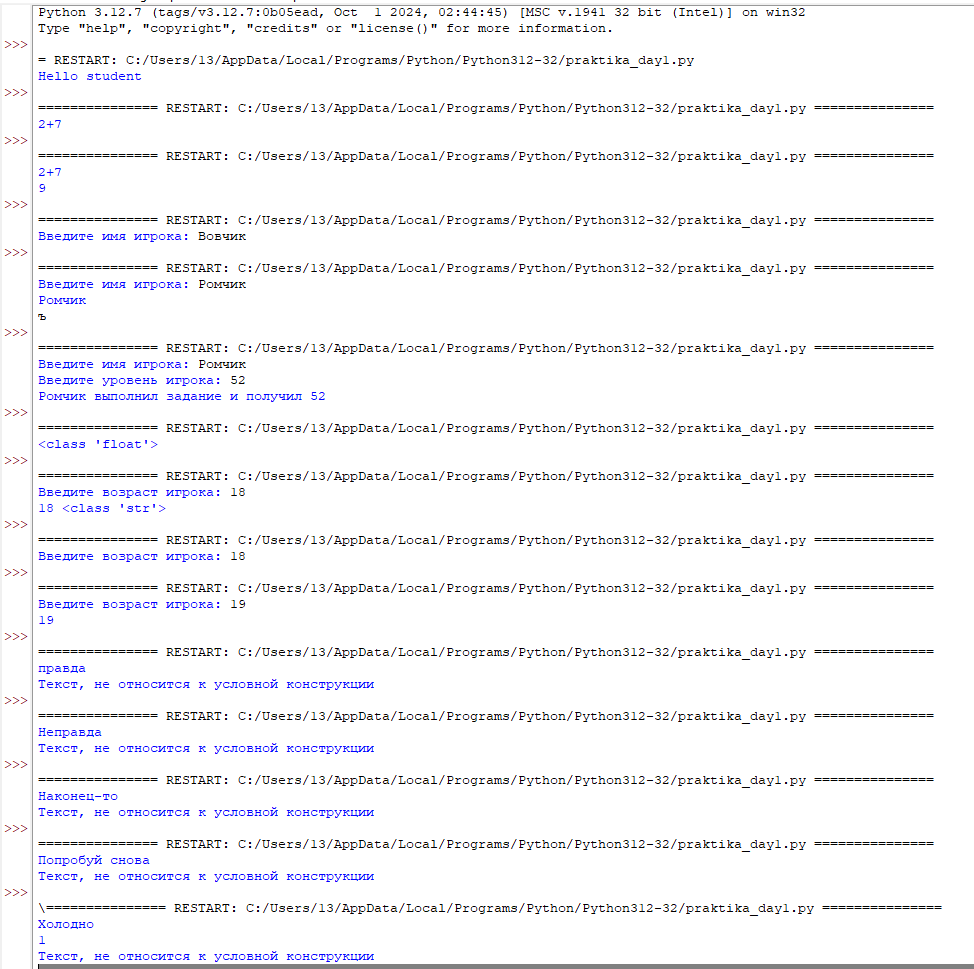 Python 3.12.7 (tags/v3.12.7:0b05ead, Oct  1 2024, 02:44:45) [MSC v.1941 32 bit (Intel)] on win32
Type "help", "copyright", "credits" or "license()" for more information.
>>>
= RESTART: C:/Users/13/AppData/Local/Programs/Python/Python312-32/praktika_day1.py
Hello student
>>>
=============== RESTART: C:/Users/13/AppData/Local/Programs/Python/Python312-32/praktika_day1.py ===============
2+7
>>>
=============== RESTART: C:/Users/13/AppData/Local/Programs/Python/Python312-32/praktika_day1.py ===============
2+7
9
>>>
=============== RESTART: C:/Users/13/AppData/Local/Programs/Python/Python312-32/praktika_day1.py ===============
Введите имя игрока: Вовчик
>>>
=============== RESTART: C:/Users/13/AppData/Local/Programs/Python/Python312-32/praktika_day1.py ===============
Введите имя игрока: Ромчик
Ромчик
ъ
>>>
=============== RESTART: C:/Users/13/AppData/Local/Programs/Python/Python312-32/praktika_day1.py ===============
Введите имя игрока: Ромчик
Введите уровень игрока: 52
Ромчик выполнил задание и получил 52
>>>
=============== RESTART: C:/Users/13/AppData/Local/Programs/Python/Python312-32/praktika_day1.py ===============
<class 'float'>
>>>
=============== RESTART: C:/Users/13/AppData/Local/Programs/Python/Python312-32/praktika_day1.py ===============
Введите возраст игрока: 18
18 <class 'str'>
>>>
=============== RESTART: C:/Users/13/AppData/Local/Programs/Python/Python312-32/praktika_day1.py ===============
Введите возраст игрока: 18
>>>
=============== RESTART: C:/Users/13/AppData/Local/Programs/Python/Python312-32/praktika_day1.py ===============
Введите возраст игрока: 19
19
>>>
=============== RESTART: C:/Users/13/AppData/Local/Programs/Python/Python312-32/praktika_day1.py ===============
правда
Текст, не относится к условной конструкции
>>>
=============== RESTART: C:/Users/13/AppData/Local/Programs/Python/Python312-32/praktika_day1.py ===============
Неправда
Текст, не относится к условной конструкции
>>>
=============== RESTART: C:/Users/13/AppData/Local/Programs/Python/Python312-32/praktika_day1.py ===============
Наконец-то
Текст, не относится к условной конструкции
>>>
=============== RESTART: C:/Users/13/AppData/Local/Programs/Python/Python312-32/praktika_day1.py ===============
Попробуй снова
Текст, не относится к условной конструкции
>>>
\=============== RESTART: C:/Users/13/AppData/Local/Programs/Python/Python312-32/praktika_day1.py ===============
Холодно
1
Текст, не относится к условной конструкции